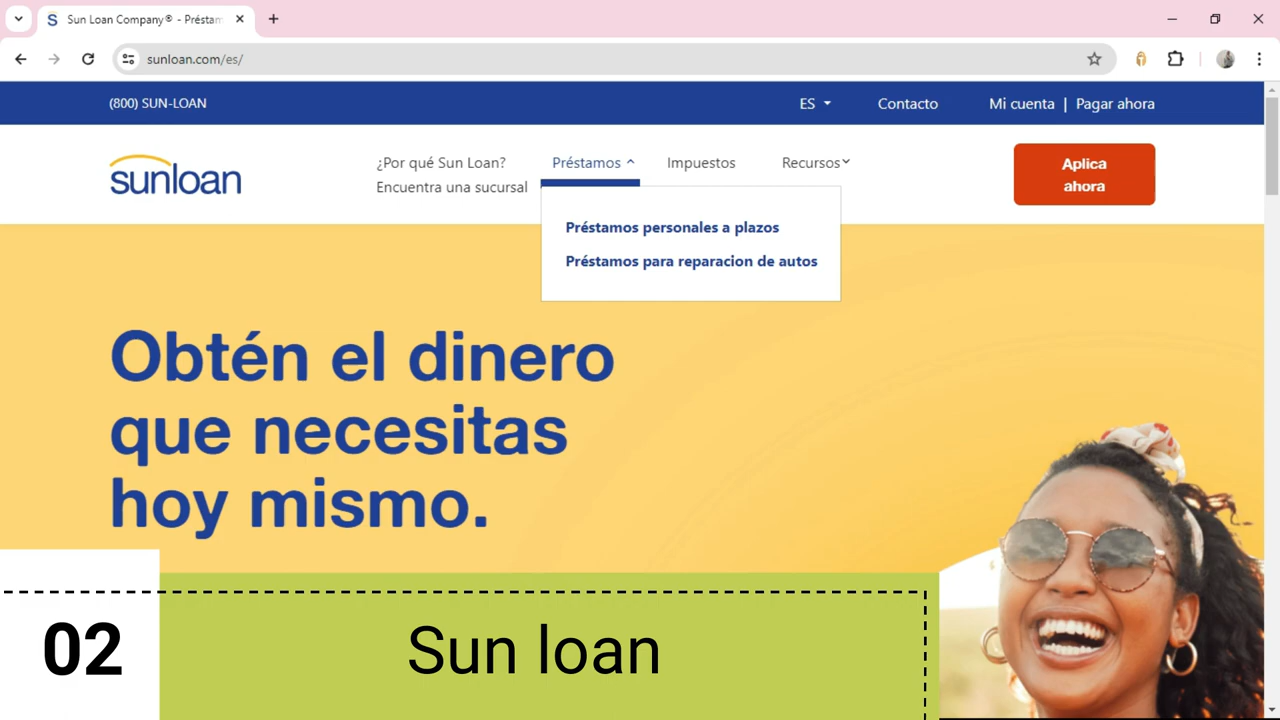 Sun Loan Company® - Préstam
sunloan.com/es/
(800) SUN-LOAN
ES
Contacto
Mi cuenta | Pagar ahora
sunloan
¿Por qué Sun Loan?
Préstamos
Impuestos
Recursos
Encuentra una sucursal
Aplica
ahora
Préstamos personales a plazos
Préstamos para reparacion de autos
Obtén el dinero
que necesitas
hoy mismo.
02
Sun loan